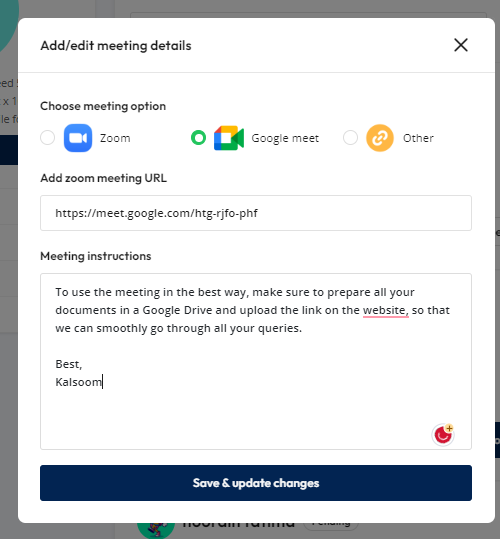 Add/edit meeting details
Choose meeting option
Zoom
Google meet
Other
Add zoom meeting URL
https://meet.google.com/htg-rjfo-phf
Meeting instructions
To use the meeting in the best way, make sure to prepare all your
documents in a Google Drive and upload the link on the website, so that
we can smoothly go through all your queries.
Best,
Kalsoom
Save & update changes
Pending